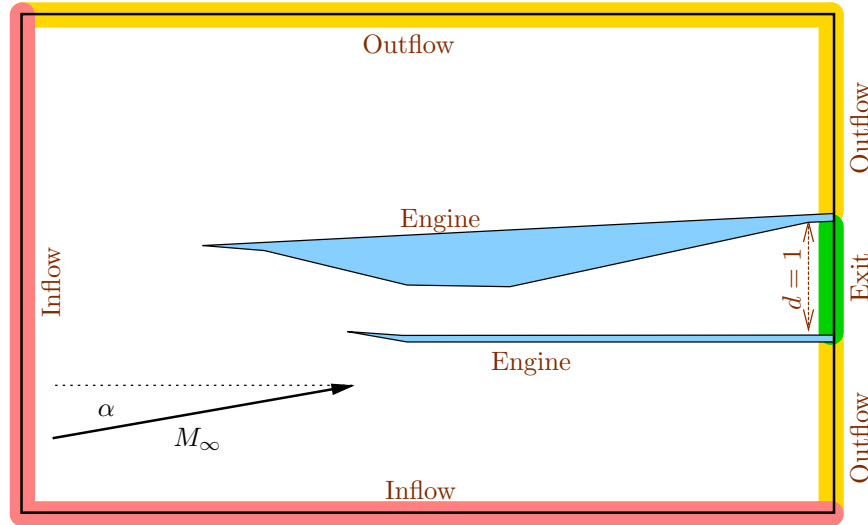 Outflow
Outflow
Engine
Inflow
d = 1
Exit
Engine
α
M∞
Outflow
Inflow